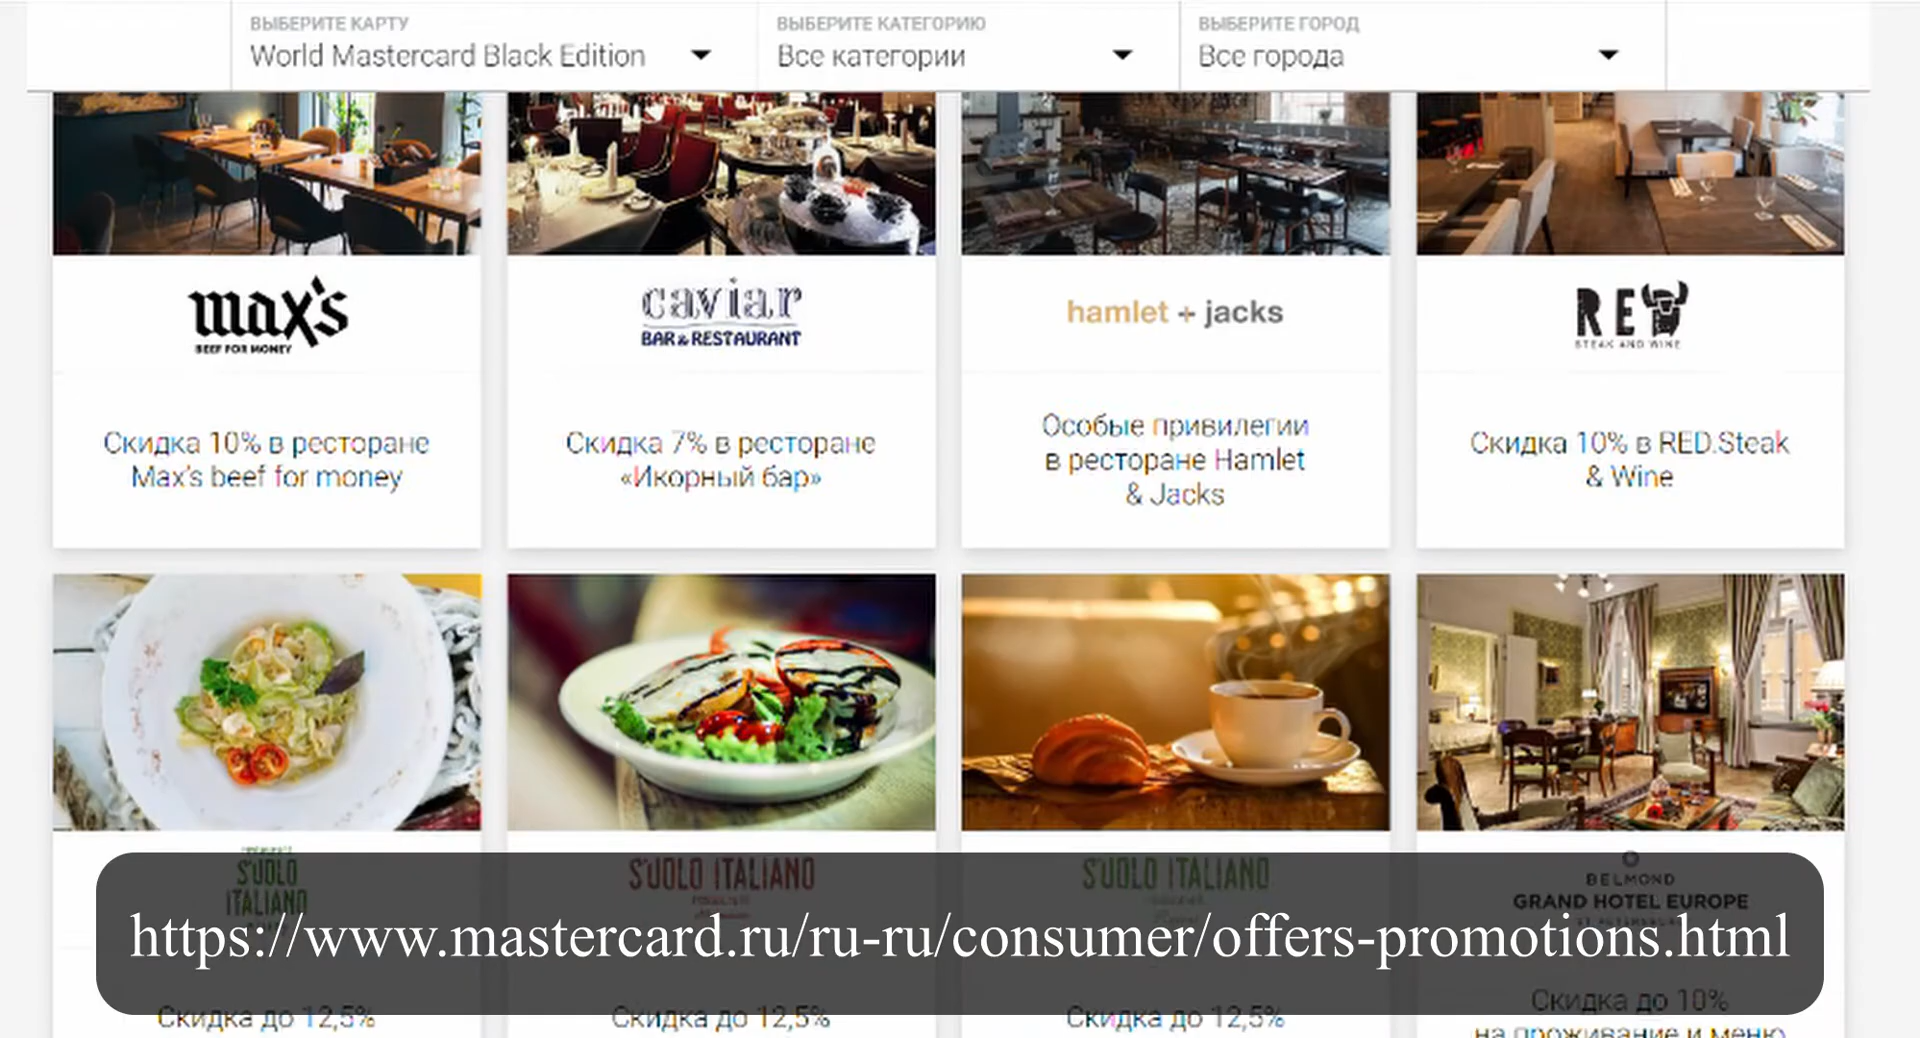 ВЫБЕРИТЕ КАРТУ
World Mastercard Black Edition
ВЫБЕРИТЕ КАТЕГОРИЮ
Все категории
ВЫБЕРИТЕ ГОРОД
Все города
max's
BEEF FOR MONEY
caviar
BAR & RESTAURANT
hamlet + jacks
RED
STEAK AND WINE
Скидка 10% в ресторане
Max's beef for money
Скидка 7% в ресторане
«Икорный бар»
Особые привилегии
в ресторане Hamlet
& Jacks
Скидка 10% в RED.Steak
& Wine
SUOLO
ITALIANO
SUOLO ITALIANO
SUOLO ITALIANO
BELMOND
GRAND HOTEL EUROPE
https://www.mastercard.ru/ru-ru/consumer/offers-promotions.html
Скидка до 12,5%
Скидка до 12,5%
Скидка до 12,5%
Скидка до 10%
на проживание и меню